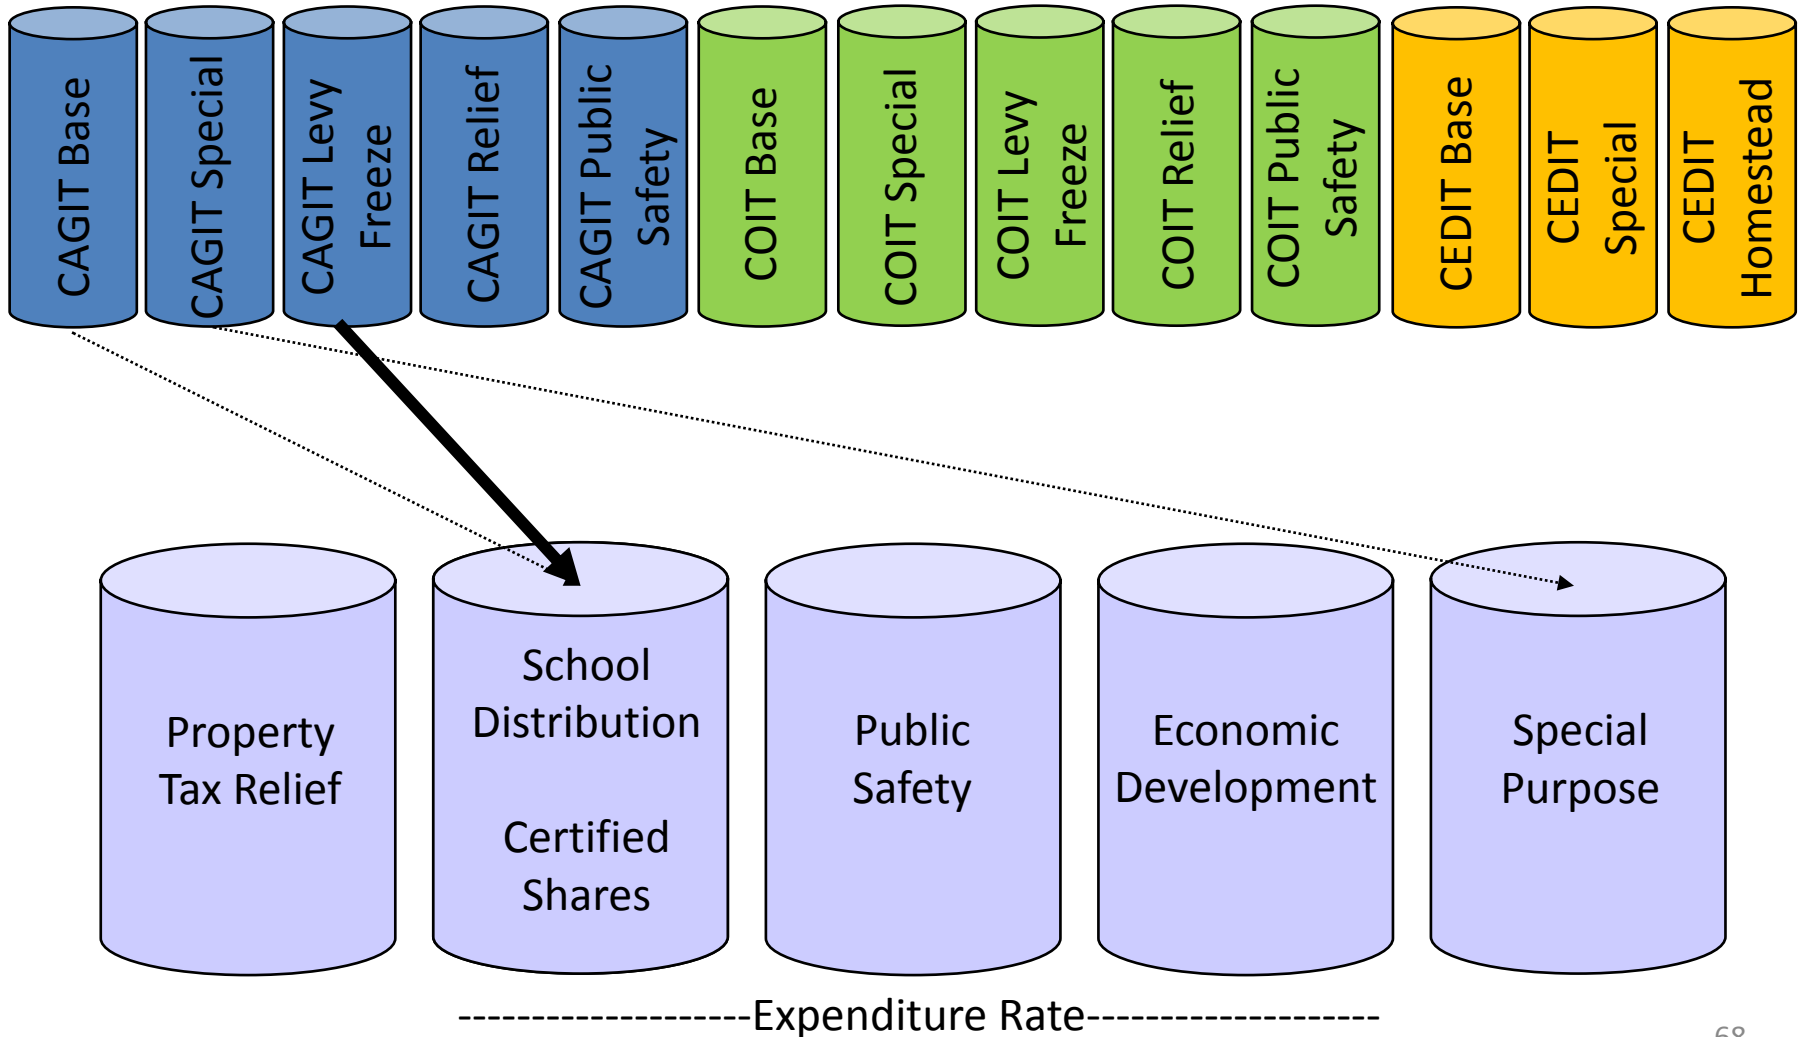 CAGIT Base
CAGIT Special
CAGIT Levy
Freeze
CAGIT Relief
CAGIT Public
Safety
COIT Base
COIT Special
COIT Levy
Freeze
COIT Relief
COIT Public
Safety
CEDIT Base
CEDIT
Special
CEDIT
Homestead
Property
Tax Relief
School
Distribution
Certified
Shares
Public
Safety
Economic
Development
Special
Purpose
--------------------Expenditure Rate--------------------
68